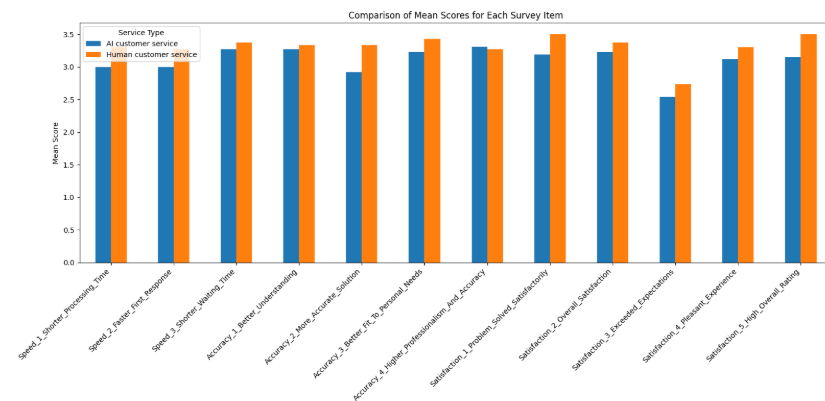 Comparison of Mean Scores for Each Survey Item
Service Type
AI customer service
Human customer service
Mean Score
3.5
3.0
2.5
2.0
1.5
1.0
0.5
0.0
Speed_1_Shorter_Processing_Time
Speed_2_Faster_First_Response
Speed_3_Shorter_Waiting_Time
Accuracy_1_Better_Understanding
Accuracy_2_More_Accurate_Solution
Accuracy_3_Better_Fit_To_Personal_Needs
Accuracy_4_Higher_Professionalism_And_Accuracy
Satisfaction_1_Problem_Solved_Satisfactorily
Satisfaction_2_Overall_Satisfaction
Satisfaction_3_Exceeded_Expectations
Satisfaction_4_Pleasant_Experience
Satisfaction_5_High_Overall_Rating